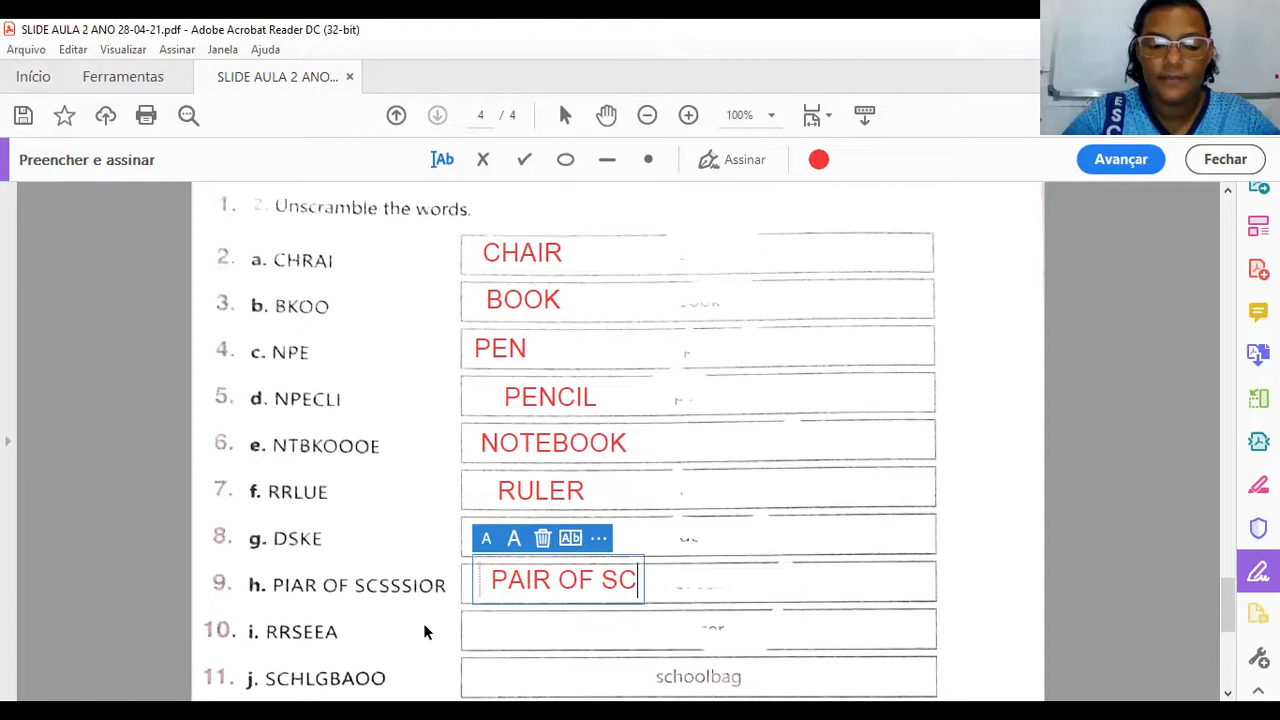 SLIDE AULA 2 ANO 28-04-21.pdf - Adobe Acrobat Reader DC (32-bit)
Arquivo Editar Visualizar Assinar Janela Ajuda
Início Ferramentas SLIDE AULA 2 ANO... ×
4 / 4 100%
Preencher e assinar Ab Assinar Avançar Fechar
ESC
1. 2. Unscramble the words.
2. a. CHRAI CHAIR
3. b. BKOO BOOK
4. c. NPE PEN
5. d. NPECLI PENCIL
6. e. NTBKOOOE NOTEBOOK
7. f. RRLUE RULER
8. g. DSKE
A A Ab ...
9. h. PIAR OF SCSSSIOR PAIR OF SC
10. i. RRSEEA
11. j. SCHLGBAOO schoolbag